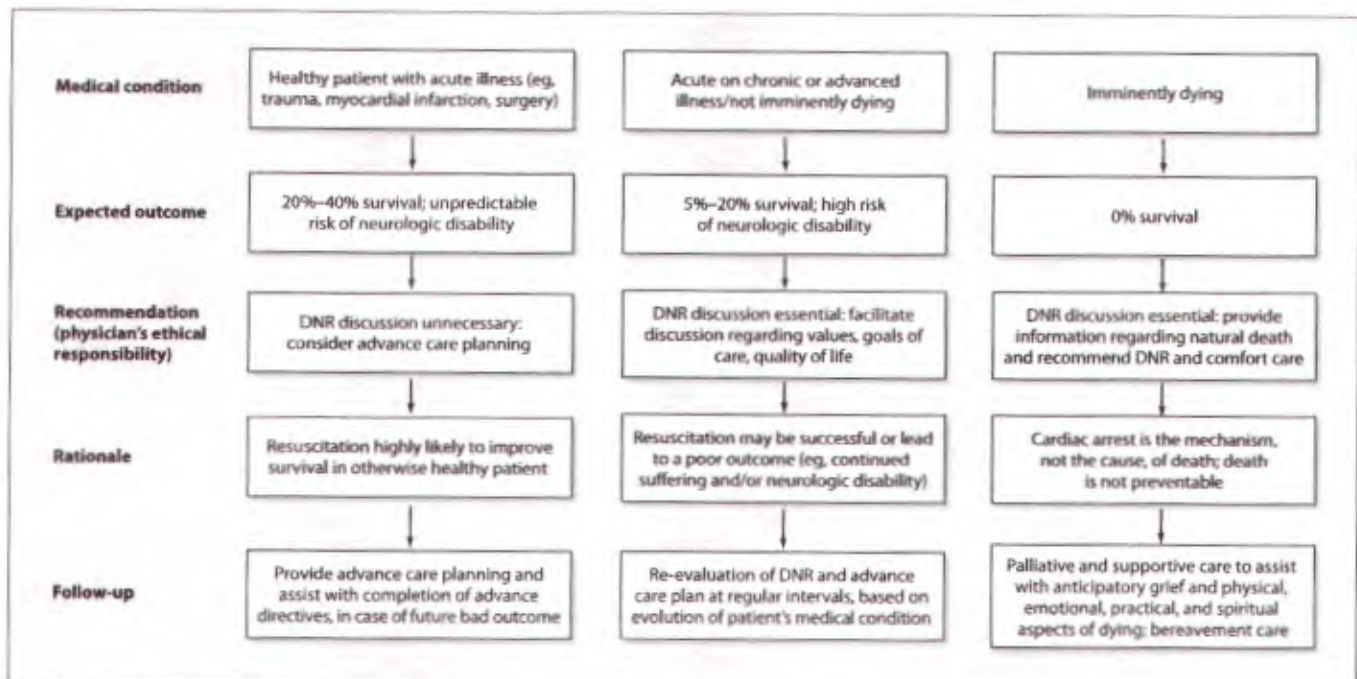 Medical condition
Healthy patient with acute illness (eg,
trauma, myocardial infarction, surgery)
Acute on chronic or advanced
illness/not imminently dying
Imminently dying
Expected outcome
20%–40% survival; unpredictable
risk of neurologic disability
5%–20% survival; high risk
of neurologic disability
0% survival
Recommendation
(physician's ethical
responsibility)
DNR discussion unnecessary:
consider advance care planning
DNR discussion essential: facilitate
discussion regarding values, goals of
care, quality of life
DNR discussion essential: provide
information regarding natural death
and recommend DNR and comfort care
Rationale
Resuscitation highly likely to improve
survival in otherwise healthy patient
Resuscitation may be successful or lead
to a poor outcome (eg, continued
suffering and/or neurologic disability)
Cardiac arrest is the mechanism,
not the cause, of death; death
is not preventable
Follow-up
Provide advance care planning and
assist with completion of advance
directives, in case of future bad outcome
Re-evaluation of DNR and advance
care plan at regular intervals, based on
evolution of patient's medical condition
Palliative and supportive care to assist
with anticipatory grief and physical,
emotional, practical, and spiritual
aspects of dying; bereavement care